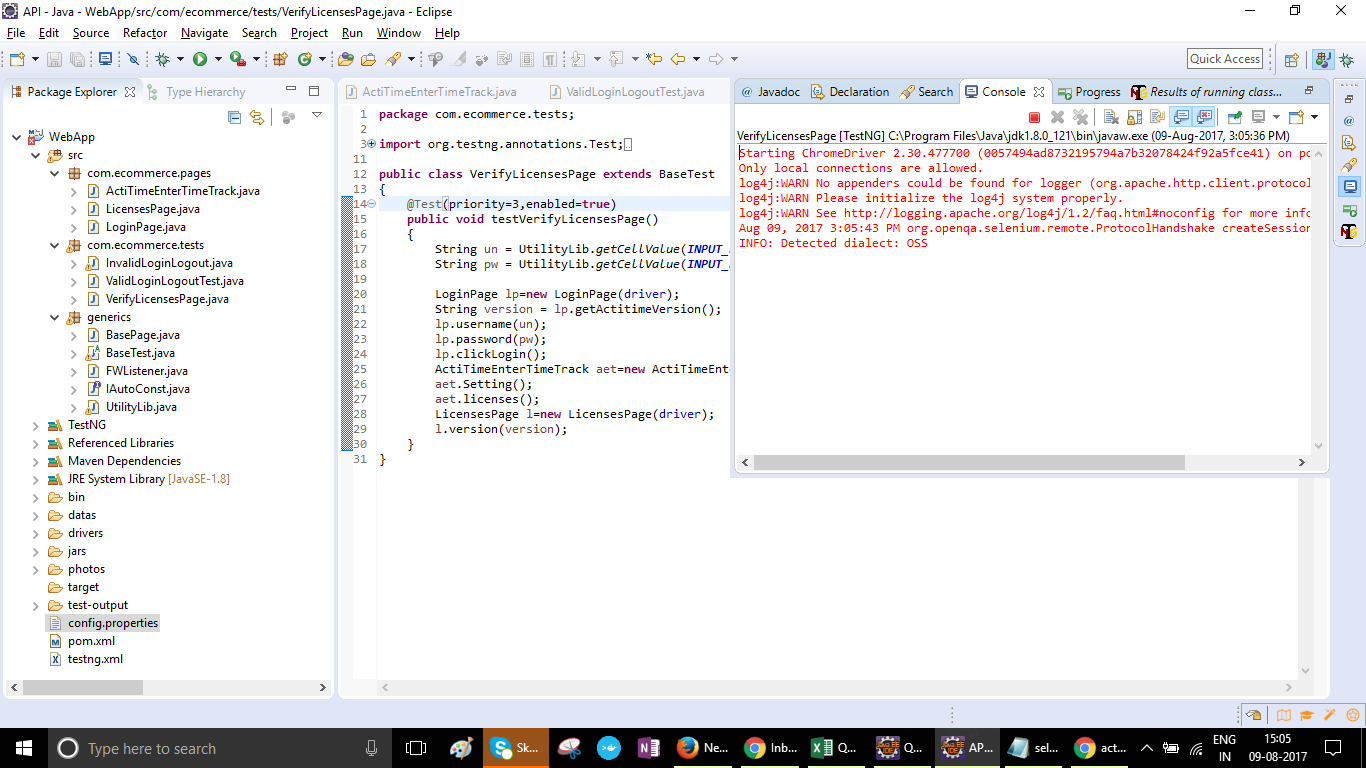 API - Java - WebApp/src/com/ecommerce/tests/VerifyLicensesPage.java - Eclipse
File Edit Source Refactor Navigate Search Project Run Window Help
Quick Access
Package Explorer Type Hierarchy
WebApp
src
com.ecommerce.pages
ActiTimeEnterTimeTrack.java
LicensesPage.java
LoginPage.java
com.ecommerce.tests
InvalidLoginLogout.java
ValidLoginLogoutTest.java
VerifyLicensesPage.java
generics
BasePage.java
BaseTest.java
FWListener.java
IAutoConst.java
UtilityLib.java
TestNG
Referenced Libraries
Maven Dependencies
JRE System Library [JavaSE-1.8]
bin
datas
drivers
jars
photos
target
test-output
config.properties
pom.xml
testng.xml
ActiTimeEnterTimeTrack.java ValidLoginLogoutTest.java
1 package com.ecommerce.tests;
2
3 import org.testng.annotations.Test;
11
12 public class VerifyLicensesPage extends BaseTest
13 {
14 @Test(priority=3,enabled=true)
15 public void testVerifyLicensesPage()
16 {
17 String un = UtilityLib.getCellValue(INPUT_
18 String pw = UtilityLib.getCellValue(INPUT_
19
20 LoginPage lp=new LoginPage(driver);
21 String version = lp.getActitimeVersion();
22 lp.username(un);
23 lp.password(pw);
24 lp.clickLogin();
25 ActiTimeEnterTimeTrack aet=new ActiTimeEnt
26 aet.Setting();
27 aet.licenses();
28 LicensesPage l=new LicensesPage(driver);
29 l.version(version);
30 }
31 }
Javadoc Declaration Search Console Progress Results of running class...
VerifyLicensesPage [TestNG] C:\Program Files\Java\jdk1.8.0_121\bin\javaw.exe (09-Aug-2017, 3:05:36 PM)
Starting ChromeDriver 2.30.477700 (0057494ad8732195794a7b32078424f92a5fce41) on po
Only local connections are allowed.
log4j:WARN No appenders could be found for logger (org.apache.http.client.protocol
log4j:WARN Please initialize the log4j system properly.
log4j:WARN See http://logging.apache.org/log4j/1.2/faq.html#noconfig for more info
Aug 09, 2017 3:05:43 PM org.openqa.selenium.remote.ProtocolHandshake createSession
INFO: Detected dialect: OSS
Type here to search
Sk... Ne... Inb... Q... Q... AP... sel... act...
ENG
IN
15:05
09-08-2017